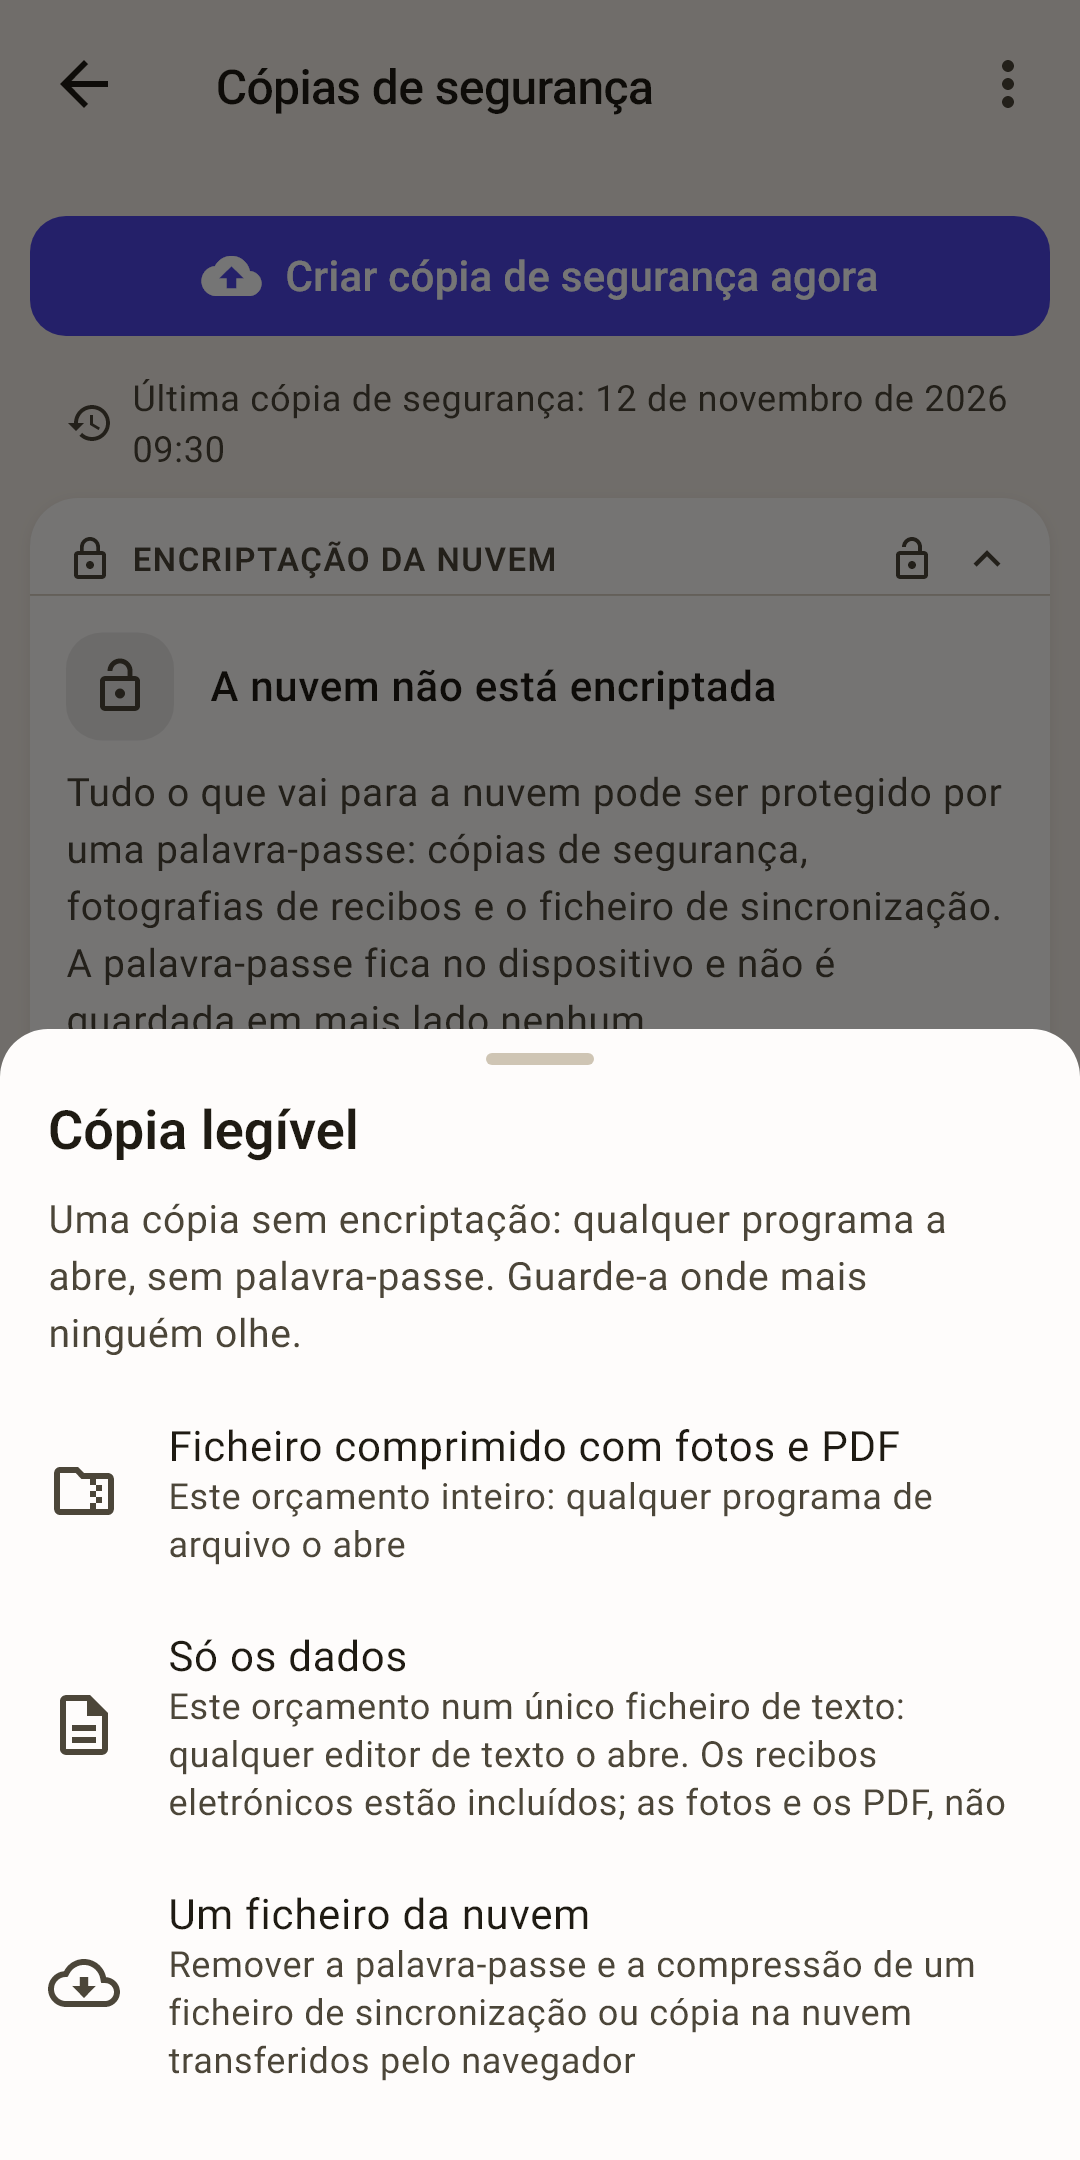 Cópias de segurança
Criar cópia de segurança agora
Última cópia de segurança: 12 de novembro de 2026
09:30
ENCRIPTAÇÃO DA NUVEM
A nuvem não está encriptada
Tudo o que vai para a nuvem pode ser protegido por
uma palavra-passe: cópias de segurança,
fotografias de recibos e o ficheiro de sincronização.
A palavra-passe fica no dispositivo e não é
guardada em mais lado nenhum
Cópia legível
Uma cópia sem encriptação: qualquer programa a
abre, sem palavra-passe. Guarde-a onde mais
ninguém olhe.
Ficheiro comprimido com fotos e PDF
Este orçamento inteiro: qualquer programa de
arquivo o abre
Só os dados
Este orçamento num único ficheiro de texto:
qualquer editor de texto o abre. Os recibos
eletrónicos estão incluídos; as fotos e os PDF, não
Um ficheiro da nuvem
Remover a palavra-passe e a compressão de um
ficheiro de sincronização ou cópia na nuvem
transferidos pelo navegador